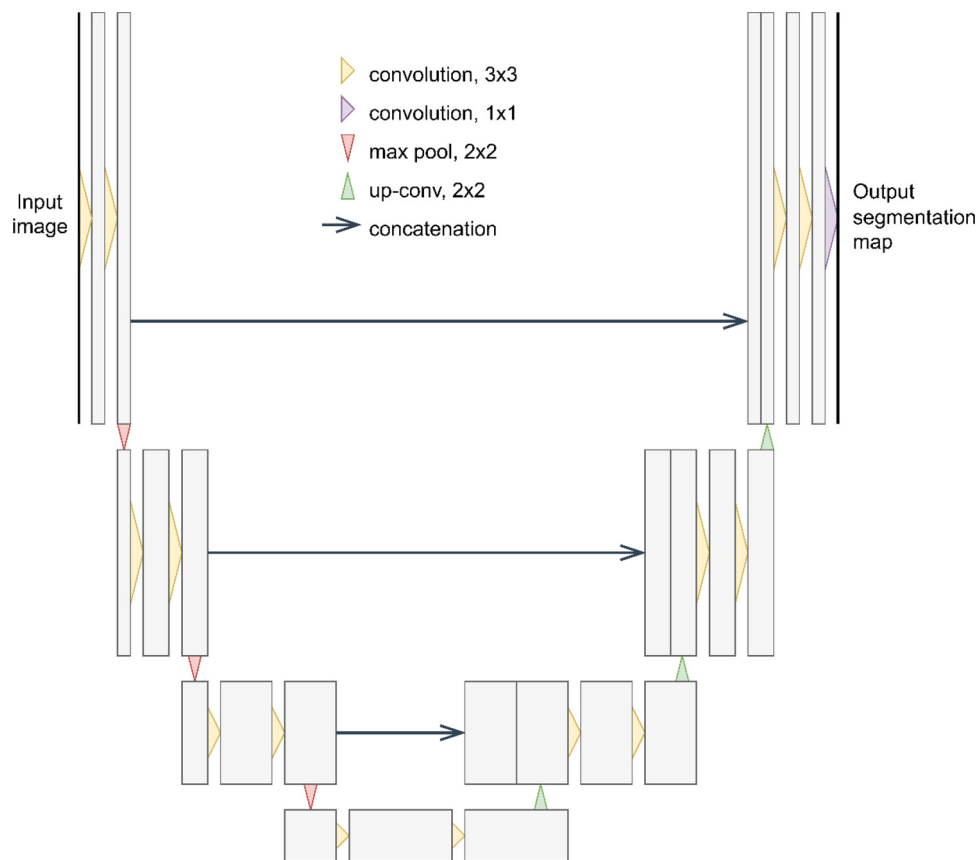 convolution, 3x3
convolution, 1x1
max pool, 2x2
up-conv, 2x2
concatenation
Input
image
Output
segmentation
map